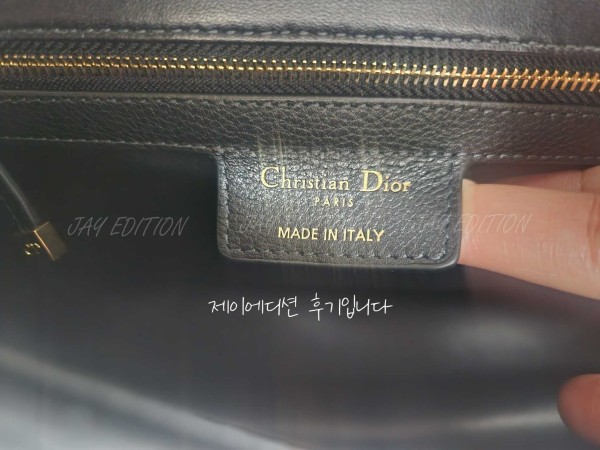 Christian Dior
PARIS
JAY EDITION
JAY EDITION
MADE IN ITALY
제이에디션 후기입니다